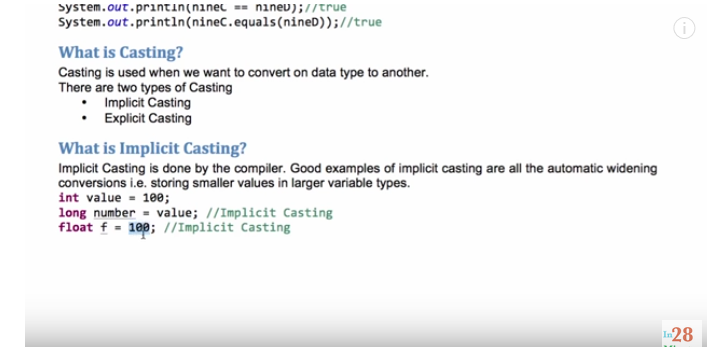 System.out.println(nineC == nineD);//true
System.out.println(nineC.equals(nineD));//true
What is Casting?
Casting is used when we want to convert on data type to another.
There are two types of Casting
• Implicit Casting
• Explicit Casting
What is Implicit Casting?
Implicit Casting is done by the compiler. Good examples of implicit casting are all the automatic widening
conversions i.e. storing smaller values in larger variable types.
int value = 100;
long number = value; //Implicit Casting
float f = 100; //Implicit Casting
In28